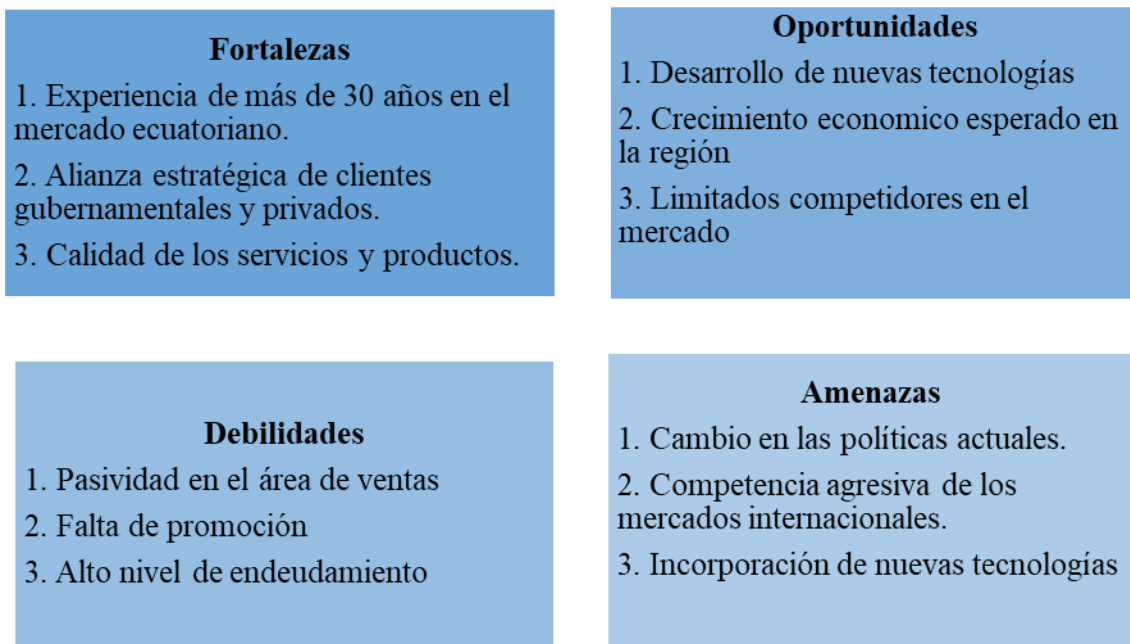 Fortalezas
1. Experiencia de más de 30 años en el
mercado ecuatoriano.
2. Alianza estratégica de clientes
gubernamentales y privados.
3. Calidad de los servicios y productos.
Oportunidades
1. Desarrollo de nuevas tecnologías
2. Crecimiento economico esperado en
la región
3. Limitados competidores en el
mercado
Debilidades
1. Pasividad en el área de ventas
2. Falta de promoción
3. Alto nivel de endeudamiento
Amenazas
1. Cambio en las políticas actuales.
2. Competencia agresiva de los
mercados internacionales.
3. Incorporación de nuevas tecnologías